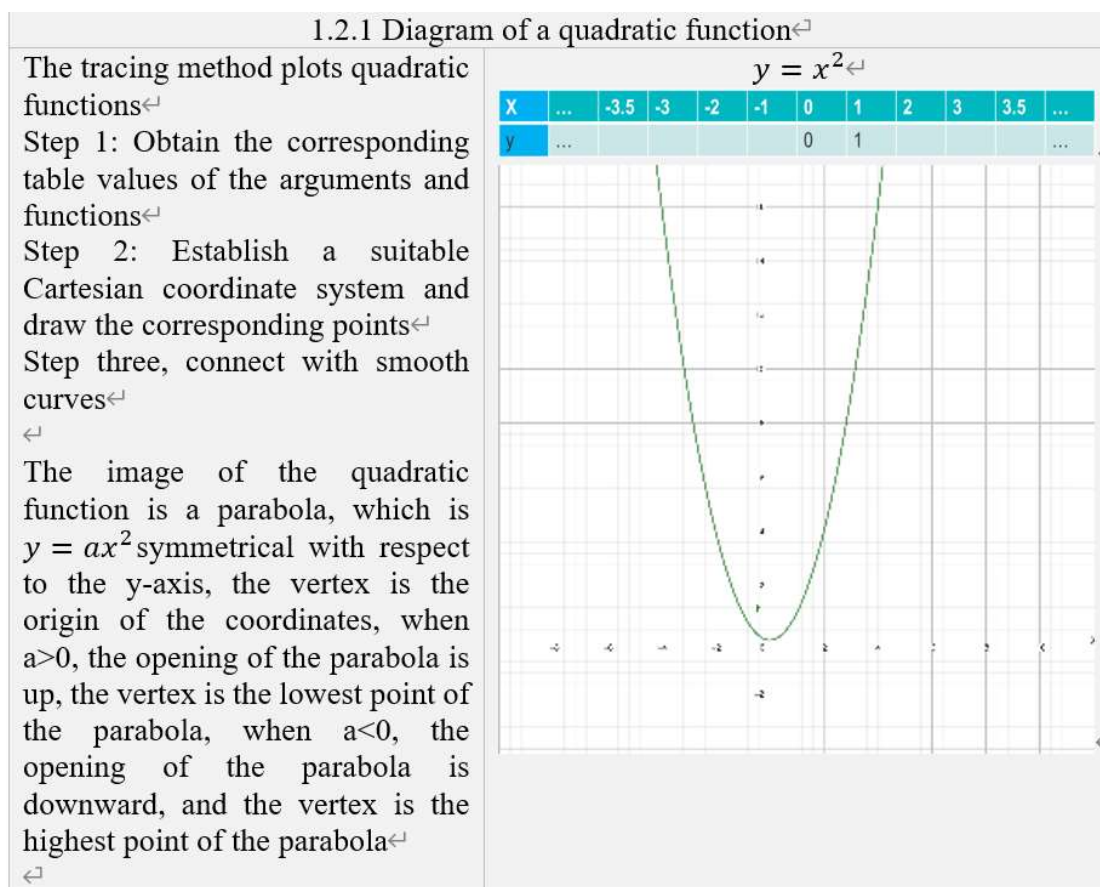 1.2.1 Diagram of a quadratic function
The tracing method plots quadratic
functions
Step 1: Obtain the corresponding
table values of the arguments and
functions
Step 2: Establish a suitable
Cartesian coordinate system and
draw the corresponding points
Step three, connect with smooth
curves
The image of the quadratic
function is a parabola, which is
y = ax² symmetrical with respect
to the y-axis, the vertex is the
origin of the coordinates, when
a>0, the opening of the parabola is
up, the vertex is the lowest point of
the parabola, when a<0, the
opening of the parabola is
downward, and the vertex is the
highest point of the parabola
y = x²
X ... -3.5 -3 -2 -1 0 1 2 3 3.5 ...
y ... 0 1 ...